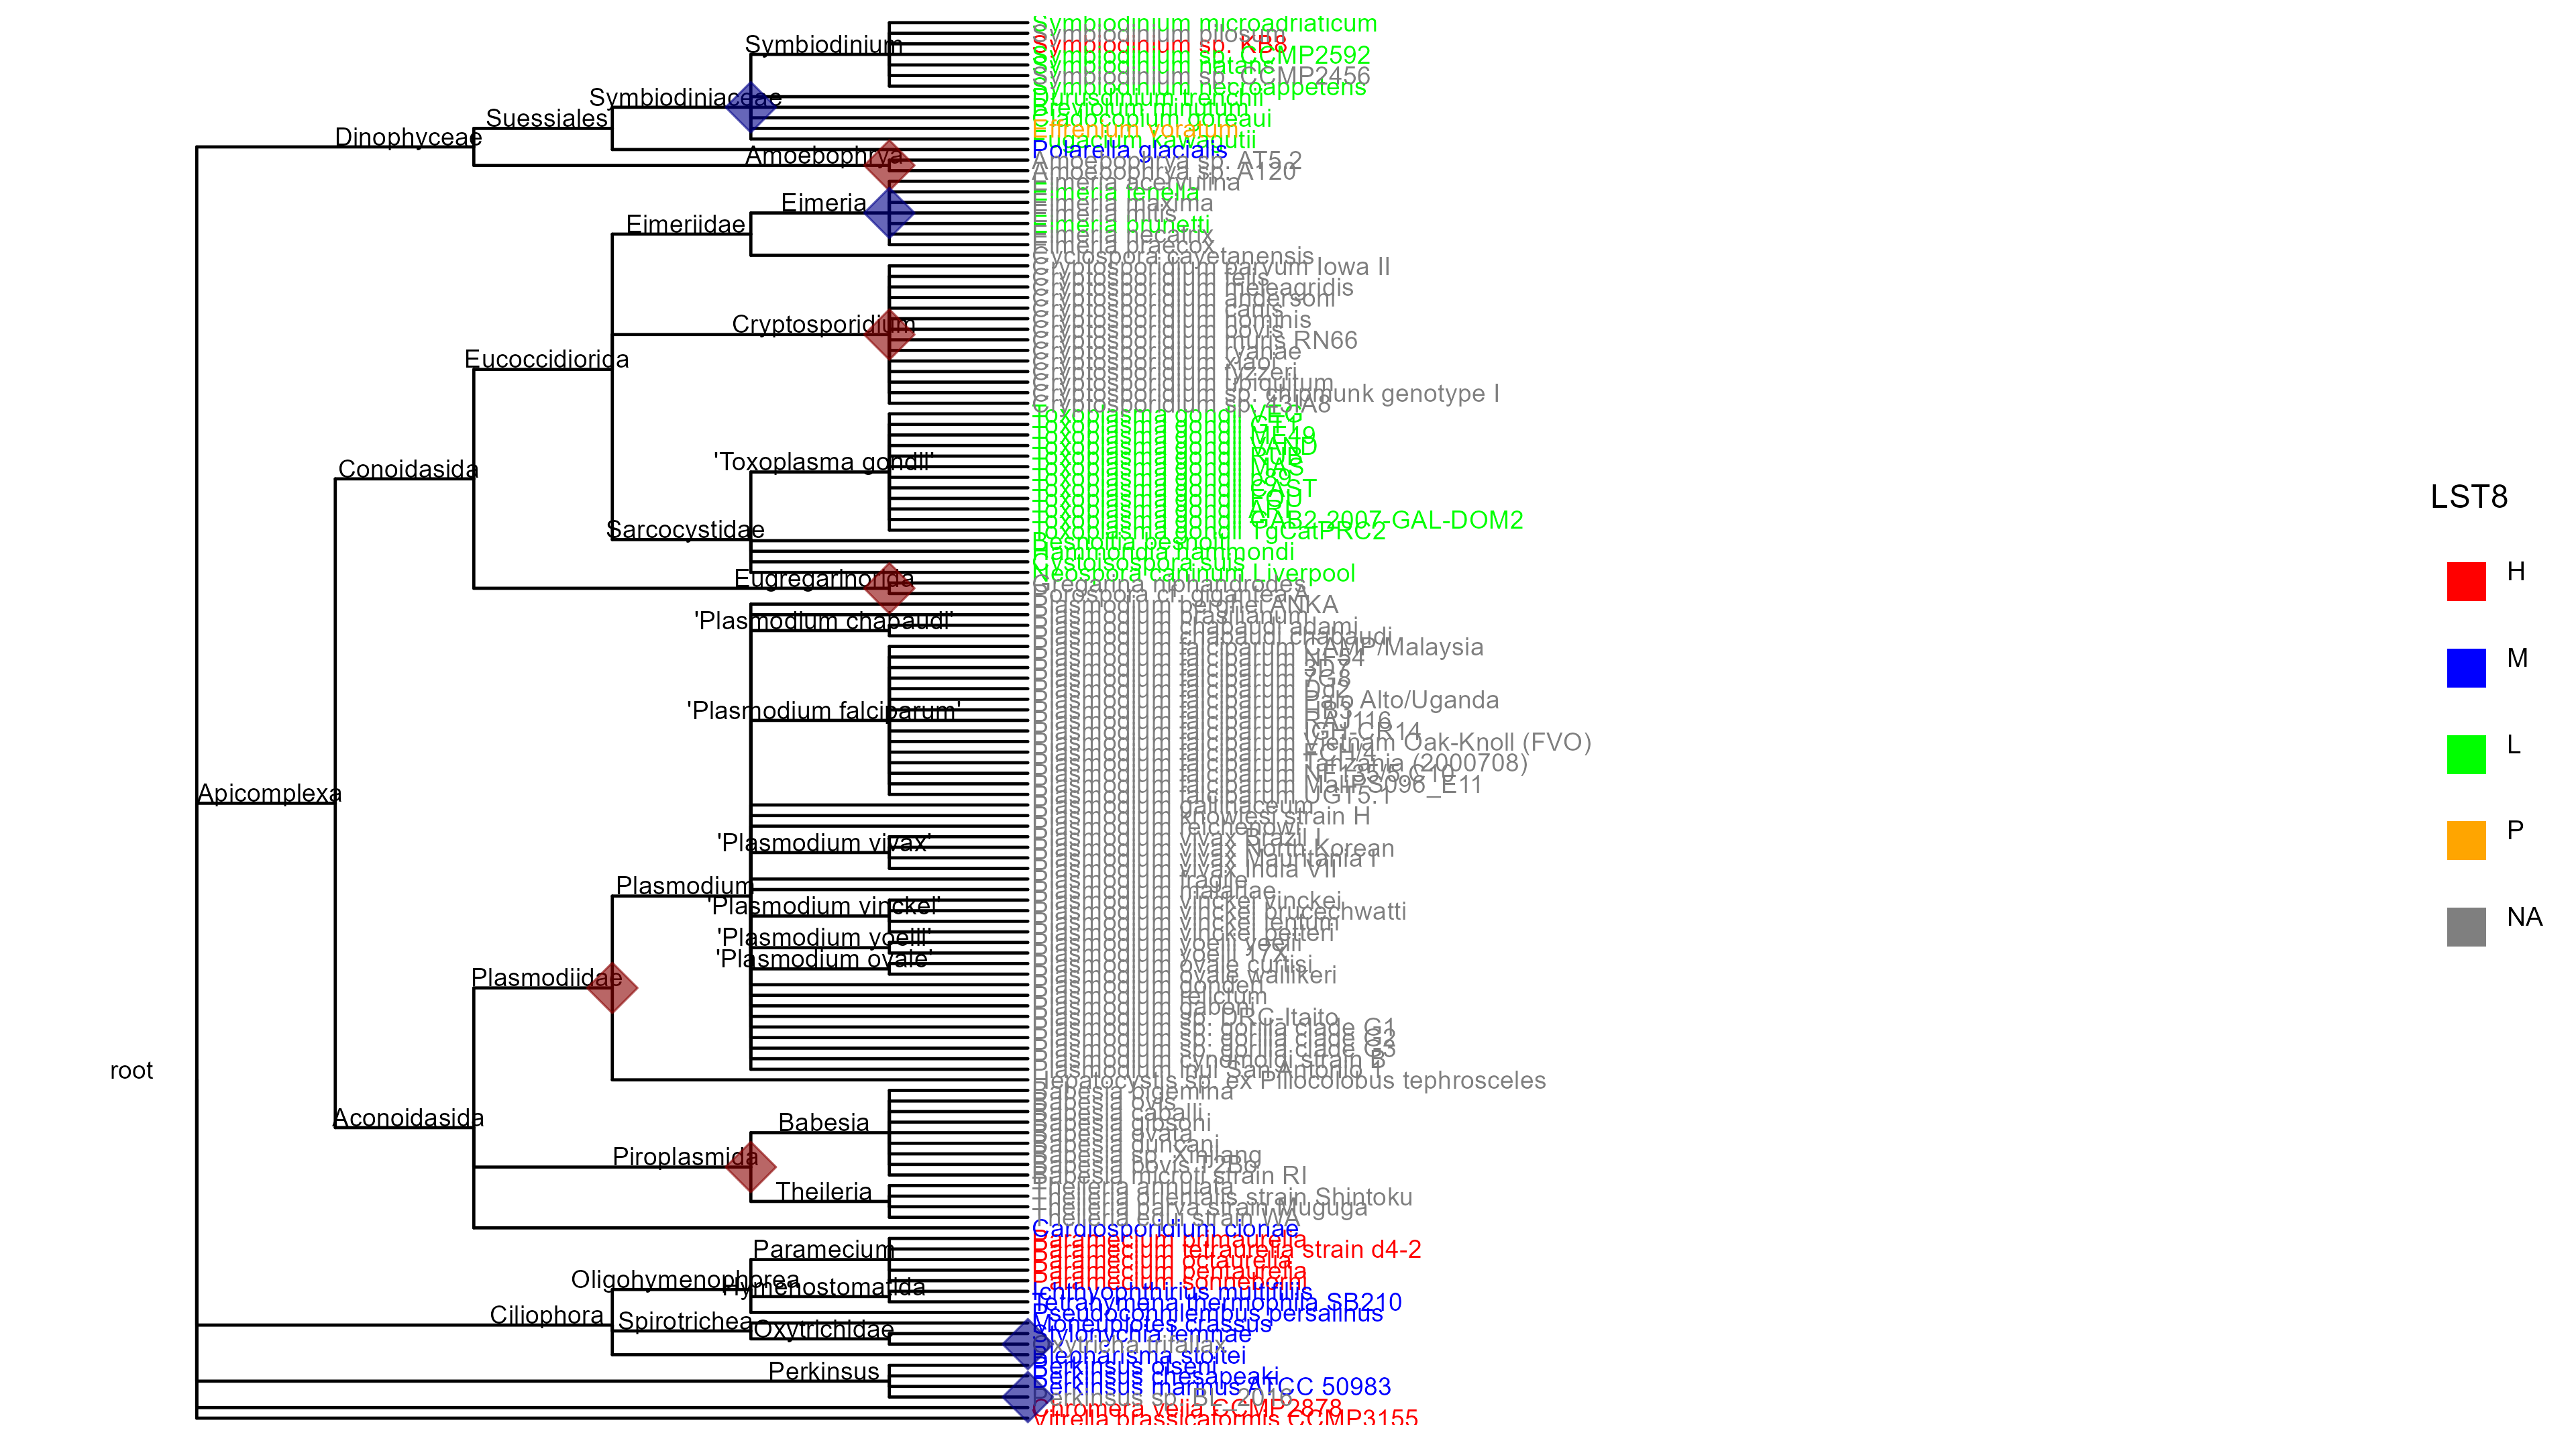 Symbiodinium microadriaticum
Symbiodinium pilosum
Symbiodinium sp. KB8
Symbiodinium sp. CCMP2592
Symbiodinium natans
Symbiodinium sp. CCMP2456
Symbiodinium necroappetens
Durusdinium trenchii
Breviolum minutum
Cladocopium goreaui
Effrenium voratum
Fugacium kawagutii
Polarella glacialis
Amoebophrya sp. AT5.2
Amoebophrya sp. A120
Eimeria acervulina
Eimeria tenella
Eimeria maxima
Eimeria mitis
Eimeria brunetti
Eimeria necatrix
Eimeria praecox
Cyclospora cayetanensis
Cryptosporidium parvum Iowa II
Cryptosporidium felis
Cryptosporidium meleagridis
Cryptosporidium andersoni
Cryptosporidium canis
Cryptosporidium hominis
Cryptosporidium bovis
Cryptosporidium muris RN66
Cryptosporidium ryanae
Cryptosporidium xiaoi
Cryptosporidium tyzzeri
Cryptosporidium ubiquitum
Cryptosporidium sp. chipmunk genotype I
Cryptosporidium sp. 43IA8
Toxoplasma gondii VEG
Toxoplasma gondii GT1
Toxoplasma gondii ME49
Toxoplasma gondii VAND
Toxoplasma gondii RUB
Toxoplasma gondii MAS
Toxoplasma gondii p89
Toxoplasma gondii CAST
Toxoplasma gondii FOU
Toxoplasma gondii ARI
Toxoplasma gondii GAB2-2007-GAL-DOM2
Toxoplasma gondii TgCatPRC2
Besnoitia besnoiti
Hammondia hammondi
Cystoisospora suis
Neospora caninum Liverpool
Gregarina niphandrodes
Porospora cf. gigantea A
Plasmodium berghei ANKA
Plasmodium brasilianum
Plasmodium chabaudi adami
Plasmodium chabaudi chabaudi
Plasmodium falciparum CAMP/Malaysia
Plasmodium falciparum NF54
Plasmodium falciparum 3D7
Plasmodium falciparum 7G8
Plasmodium falciparum Dd2
Plasmodium falciparum Palo Alto/Uganda
Plasmodium falciparum HB3
Plasmodium falciparum RAJ116
Plasmodium falciparum IGH-CR14
Plasmodium falciparum Vietnam Oak-Knoll (FVO)
Plasmodium falciparum FCH/4
Plasmodium falciparum Tanzania (2000708)
Plasmodium falciparum NF135/5.C10
Plasmodium falciparum MaliPS096_E11
Plasmodium falciparum UGT5.1
Plasmodium gallinaceum
Plasmodium knowlesi strain H
Plasmodium reichenowi
Plasmodium vivax Brazil I
Plasmodium vivax North Korean
Plasmodium vivax Mauritania I
Plasmodium vivax India VII
Plasmodium fragile
Plasmodium malariae
Plasmodium vinckei vinckei
Plasmodium vinckei brucechwatti
Plasmodium vinckei lentum
Plasmodium vinckei petteri
Plasmodium yoelii yoelii
Plasmodium yoelii 17X
Plasmodium ovale curtisi
Plasmodium ovale wallikeri
Plasmodium gonderi
Plasmodium relictum
Plasmodium gaboni
Plasmodium sp. DRC-Itaito
Plasmodium sp. gorilla clade G1
Plasmodium sp. gorilla clade G2
Plasmodium sp. gorilla clade G3
Plasmodium cynomolgi strain B
Plasmodium inui San Antonio 1
Hepatocystis sp. ex Piliocolobus tephrosceles
Babesia bigemina
Babesia ovis
Babesia caballi
Babesia gibsoni
Babesia ovata
Babesia duncani
Babesia sp. Xinjiang
Babesia bovis T2Bo
Babesia microti strain RI
Theileria annulata
Theileria orientalis strain Shintoku
Theileria parva strain Muguga
Theileria equi strain WA
Cardiosporidium cionae
Paramecium primaurelia
Paramecium tetraurelia strain d4-2
Paramecium octaurelia
Paramecium pentaurelia
Paramecium sonneborni
Ichthyophthirius multifiliis
Tetrahymena thermophila SB210
Pseudocohnilembus persalinus
Moneuplotes crassus
Stylonychia lemnae
Oxytricha trifallax
Blepharisma stoltei
Perkinsus olseni
Perkinsus chesapeaki
Perkinsus marinus ATCC 50983
Perkinsus sp. BL_2016
Chromera velia CCMP2878
Vitrella brassicaformis CCMP3155
Symbiodinium
Symbiodiniaceae
Suessiales
Dinophyceae
Amoebophrya
Eimeria
Eimeriidae
Cryptosporidium
Eucoccidiorida
'Toxoplasma gondii'
Conoidasida
Sarcocystidae
Eugregarinorida
'Plasmodium chabaudi'
'Plasmodium falciparum'
Apicomplexa
'Plasmodium vivax'
Plasmodium
'Plasmodium vinckei'
'Plasmodium yoelii'
'Plasmodium ovale'
Plasmodiidae
root
Aconoidasida
Babesia
Piroplasmida
Theileria
Paramecium
Oligohymenophorea
Hymenostomatida
Ciliophora
Spirotrichea
Oxytrichidae
Perkinsus
LST8
H
M
L
P
NA